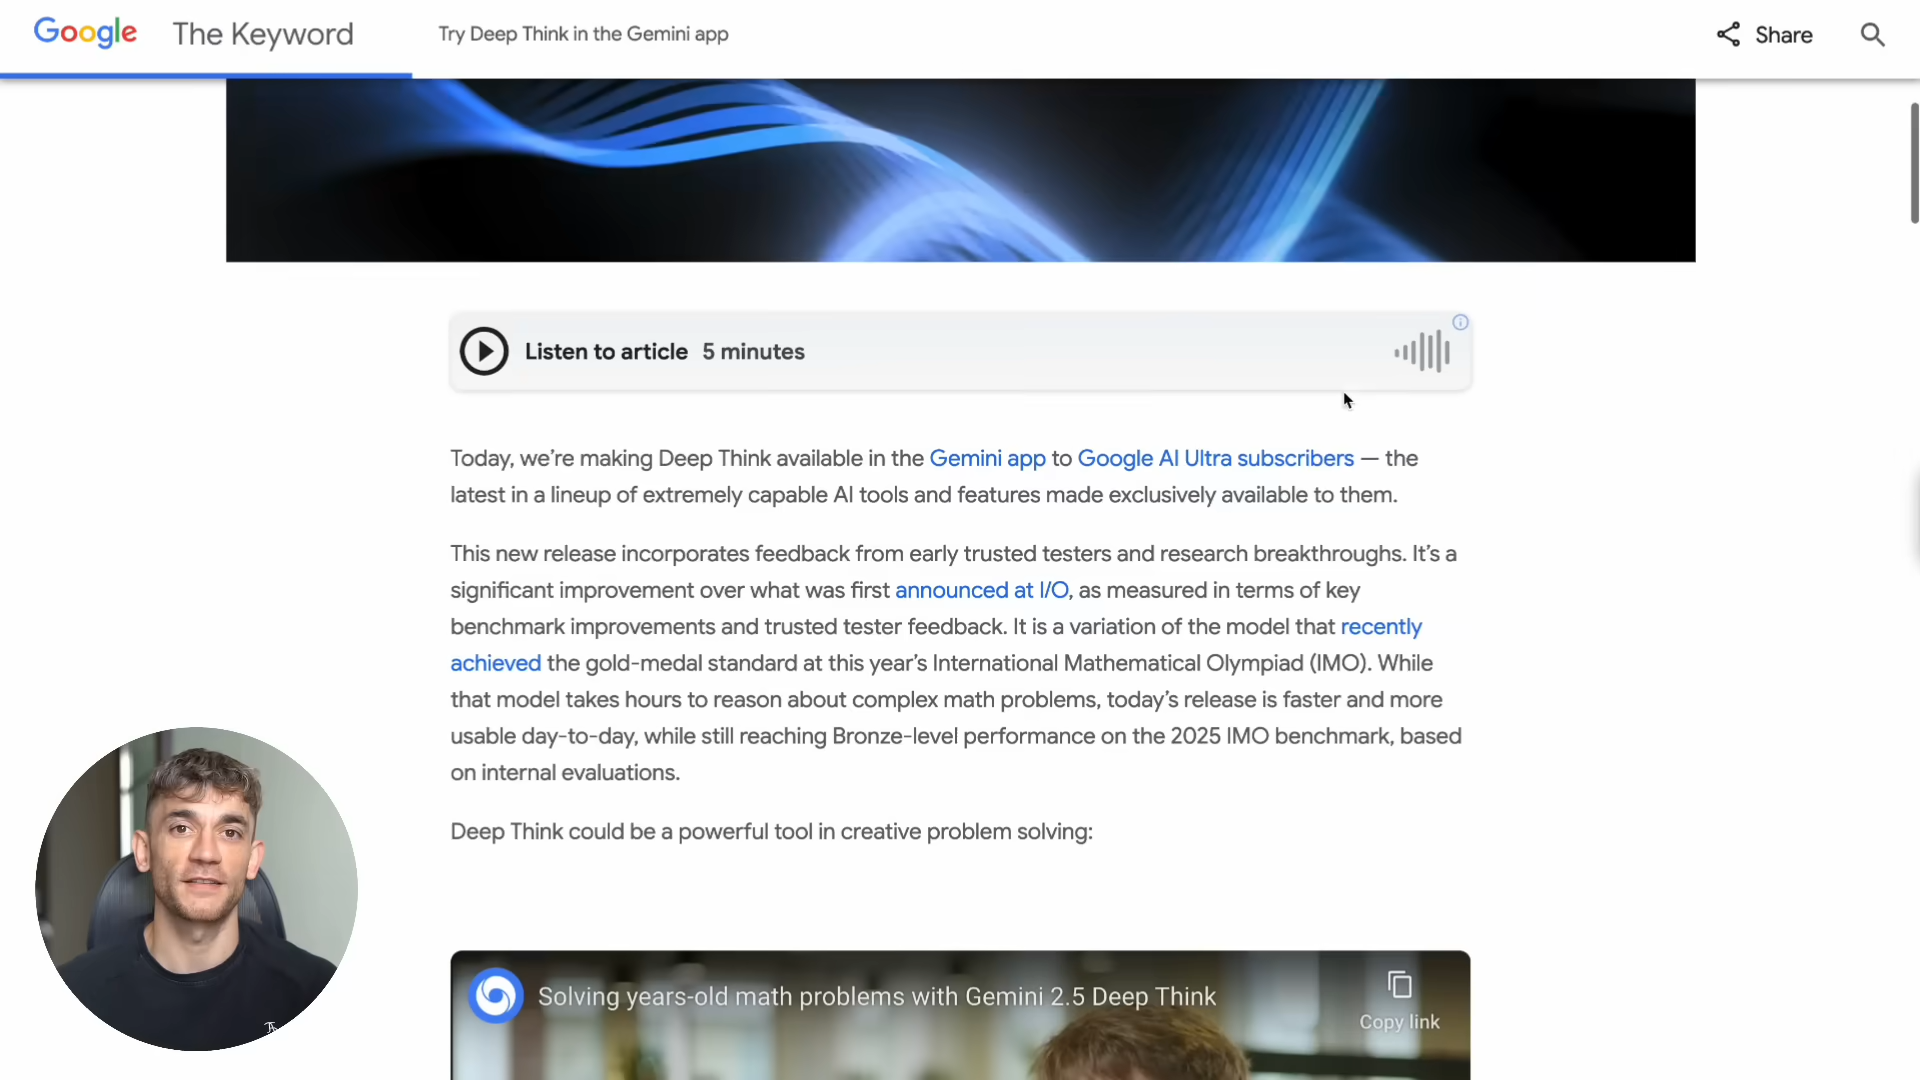 Google The Keyword Try Deep Think in the Gemini app Share
Listen to article 5 minutes
Today, we’re making Deep Think available in the Gemini app to Google AI Ultra subscribers — the
latest in a lineup of extremely capable AI tools and features made exclusively available to them.
This new release incorporates feedback from early trusted testers and research breakthroughs. It’s a
significant improvement over what was first announced at I/O, as measured in terms of key
benchmark improvements and trusted tester feedback. It is a variation of the model that recently
achieved the gold-medal standard at this year’s International Mathematical Olympiad (IMO). While
that model takes hours to reason about complex math problems, today’s release is faster and more
usable day-to-day, while still reaching Bronze-level performance on the 2025 IMO benchmark, based
on internal evaluations.
Deep Think could be a powerful tool in creative problem solving:
Solving years-old math problems with Gemini 2.5 Deep Think
Copy link